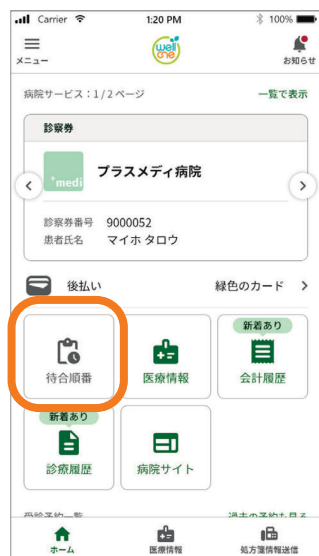 Carrier 1:20 PM 100%
メニュー
well one
お知らせ
病院サービス：1/2ページ 一覧で表示
診察券
+medi プラスメディ病院
診察券番号 9000052
患者氏名 マイホ タロウ
後払い 緑色のカード
待合順番
医療情報
新着あり
会計履歴
新着あり
診療履歴
病院サイト
受診予約一覧 過去の予約も見る
ホーム
医療情報
処方箋情報送信